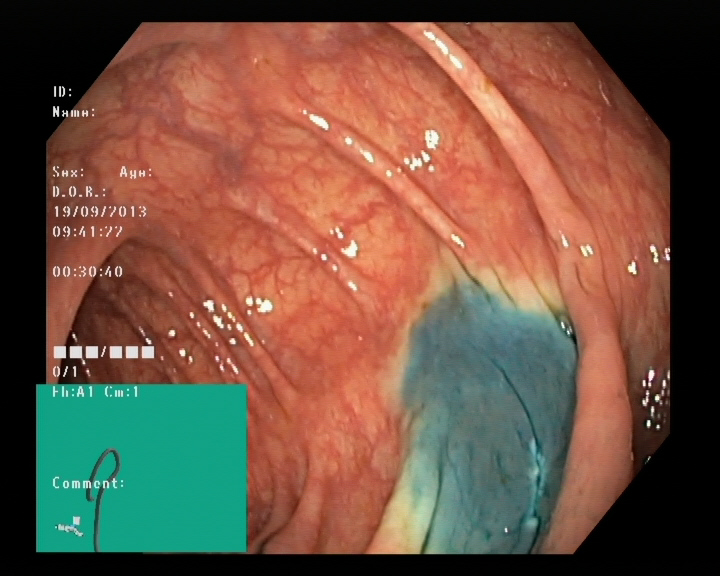 ID:
Name:
Sex: Age:
D.O.B.:
19/09/2013
09:41:22
00:30:40
■■■/■■■
0/1
Eh:A1 Cm:1
Comment: